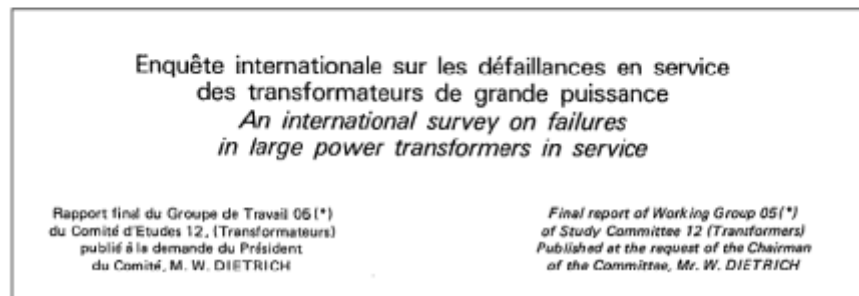 Enquête internationale sur les défaillances en service
des transformateurs de grande puissance
An international survey on failures
in large power transformers in service
Rapport final du Groupe de Travail 05(*)
du Comité d'Etudes 12, (Transformateurs)
publié à la demande du Président
du Comité, M. W. DIETRICH
Final report of Working Group 05(*)
of Study Committee 12 (Transformers)
Published at the request of the Chairman
of the Committee, Mr. W. DIETRICH